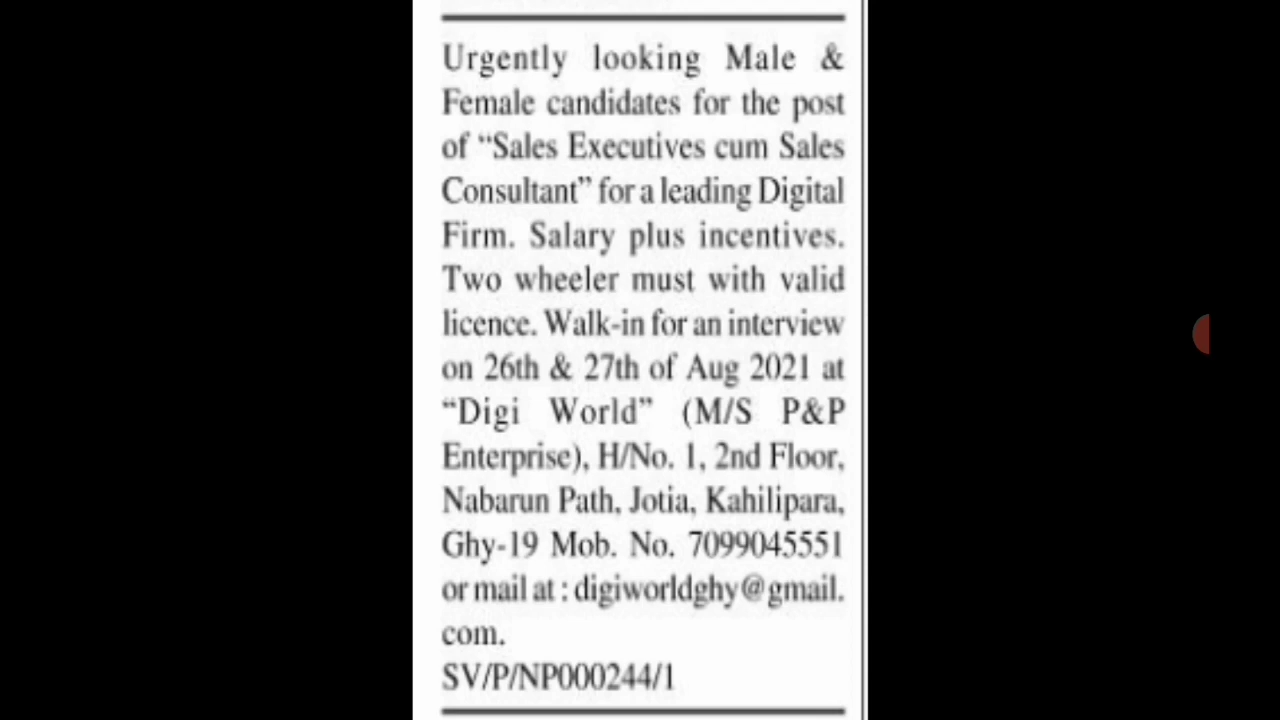 Urgently looking Male &
Female candidates for the post
of “Sales Executives cum Sales
Consultant” for a leading Digital
Firm. Salary plus incentives.
Two wheeler must with valid
licence. Walk-in for an interview
on 26th & 27th of Aug 2021 at
“Digi World” (M/S P&P
Enterprise), H/No. 1, 2nd Floor,
Nabarun Path, Jotia, Kahilipara,
Ghy-19 Mob. No. 7099045551
or mail at : digiworldghy@gmail.
com.
SV/P/NP000244/1